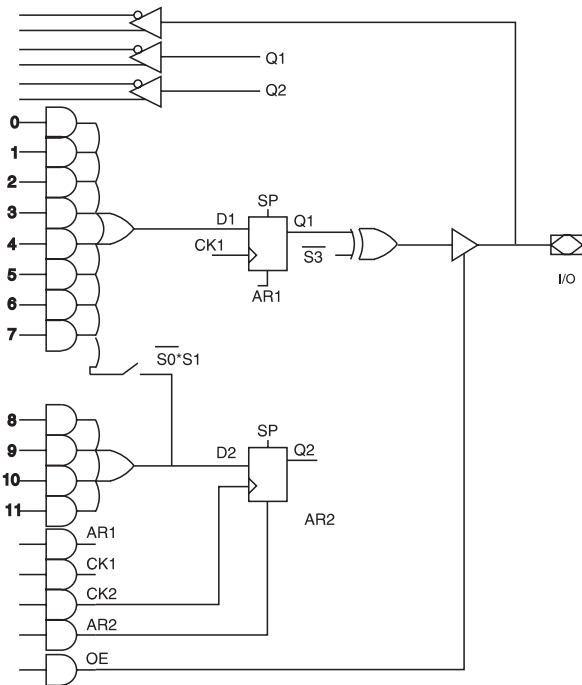 Q1
Q2
0
1
2
3
4
5
6
7
SP
D1
Q1
CK1
S3
AR1
I/O
S0*S1
8
9
10
11
SP
D2
Q2
AR2
AR1
CK1
CK2
AR2
OE